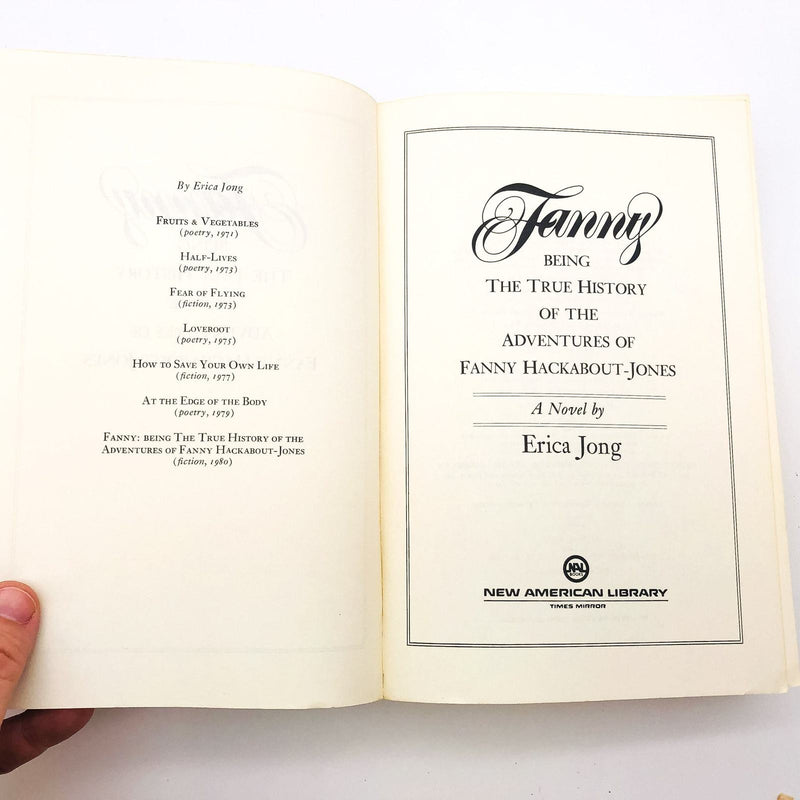 By Erica Jong
Fruits & Vegetables
(poetry, 1971)
Half-Lives
(poetry, 1973)
Fear of Flying
(fiction, 1973)
Loveroot
(poetry, 1975)
How to Save Your Own Life
(fiction, 1977)
At the Edge of the Body
(poetry, 1979)
Fanny: being The True History of the
Adventures of Fanny Hackabout-Jones
(fiction, 1980)
Fanny
BEING
The True History
OF THE
Adventures of
Fanny Hackabout-Jones
A Novel by
Erica Jong
NAL
BOOKS
NEW AMERICAN LIBRARY
TIMES MIRROR